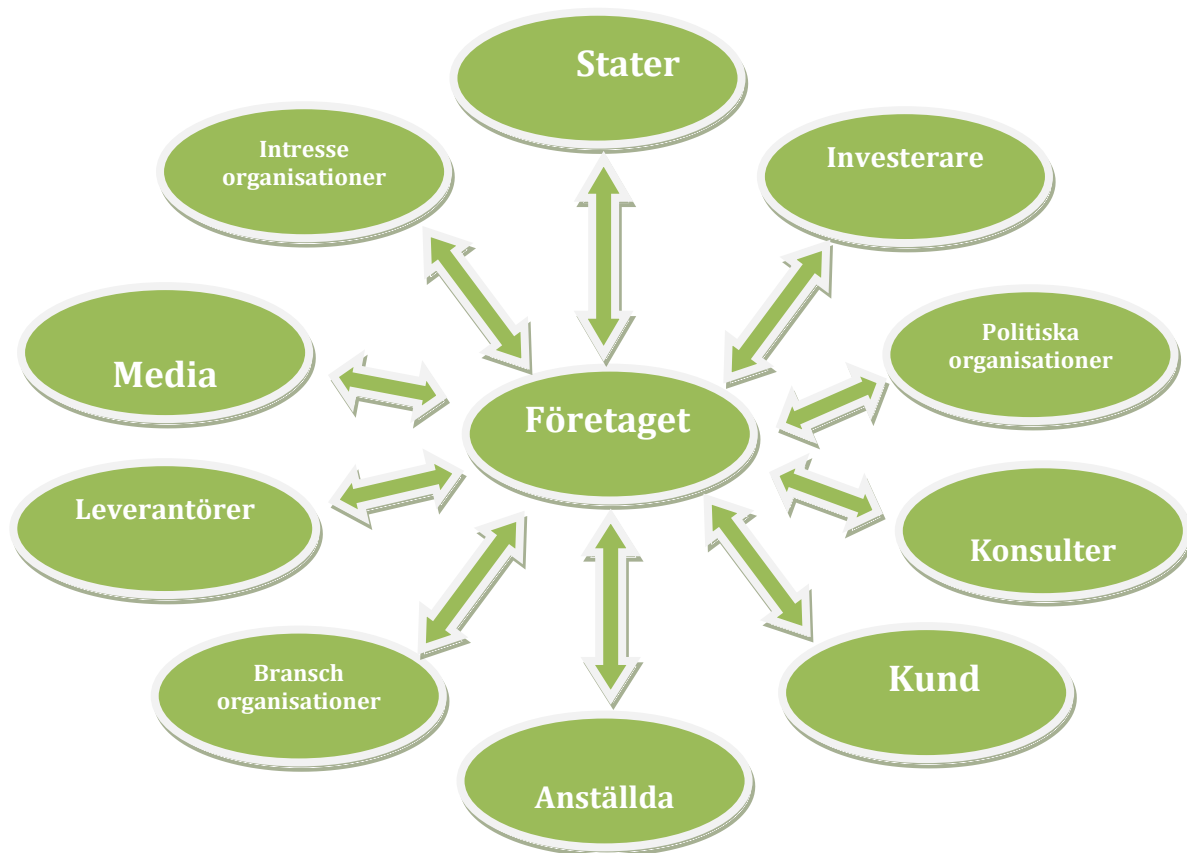 Stater
Intresse
organisationer
Investerare
Politiska
organisationer
Media
Företaget
Leverantörer
Konsulter
Bransch
organisationer
Kund
Anställda